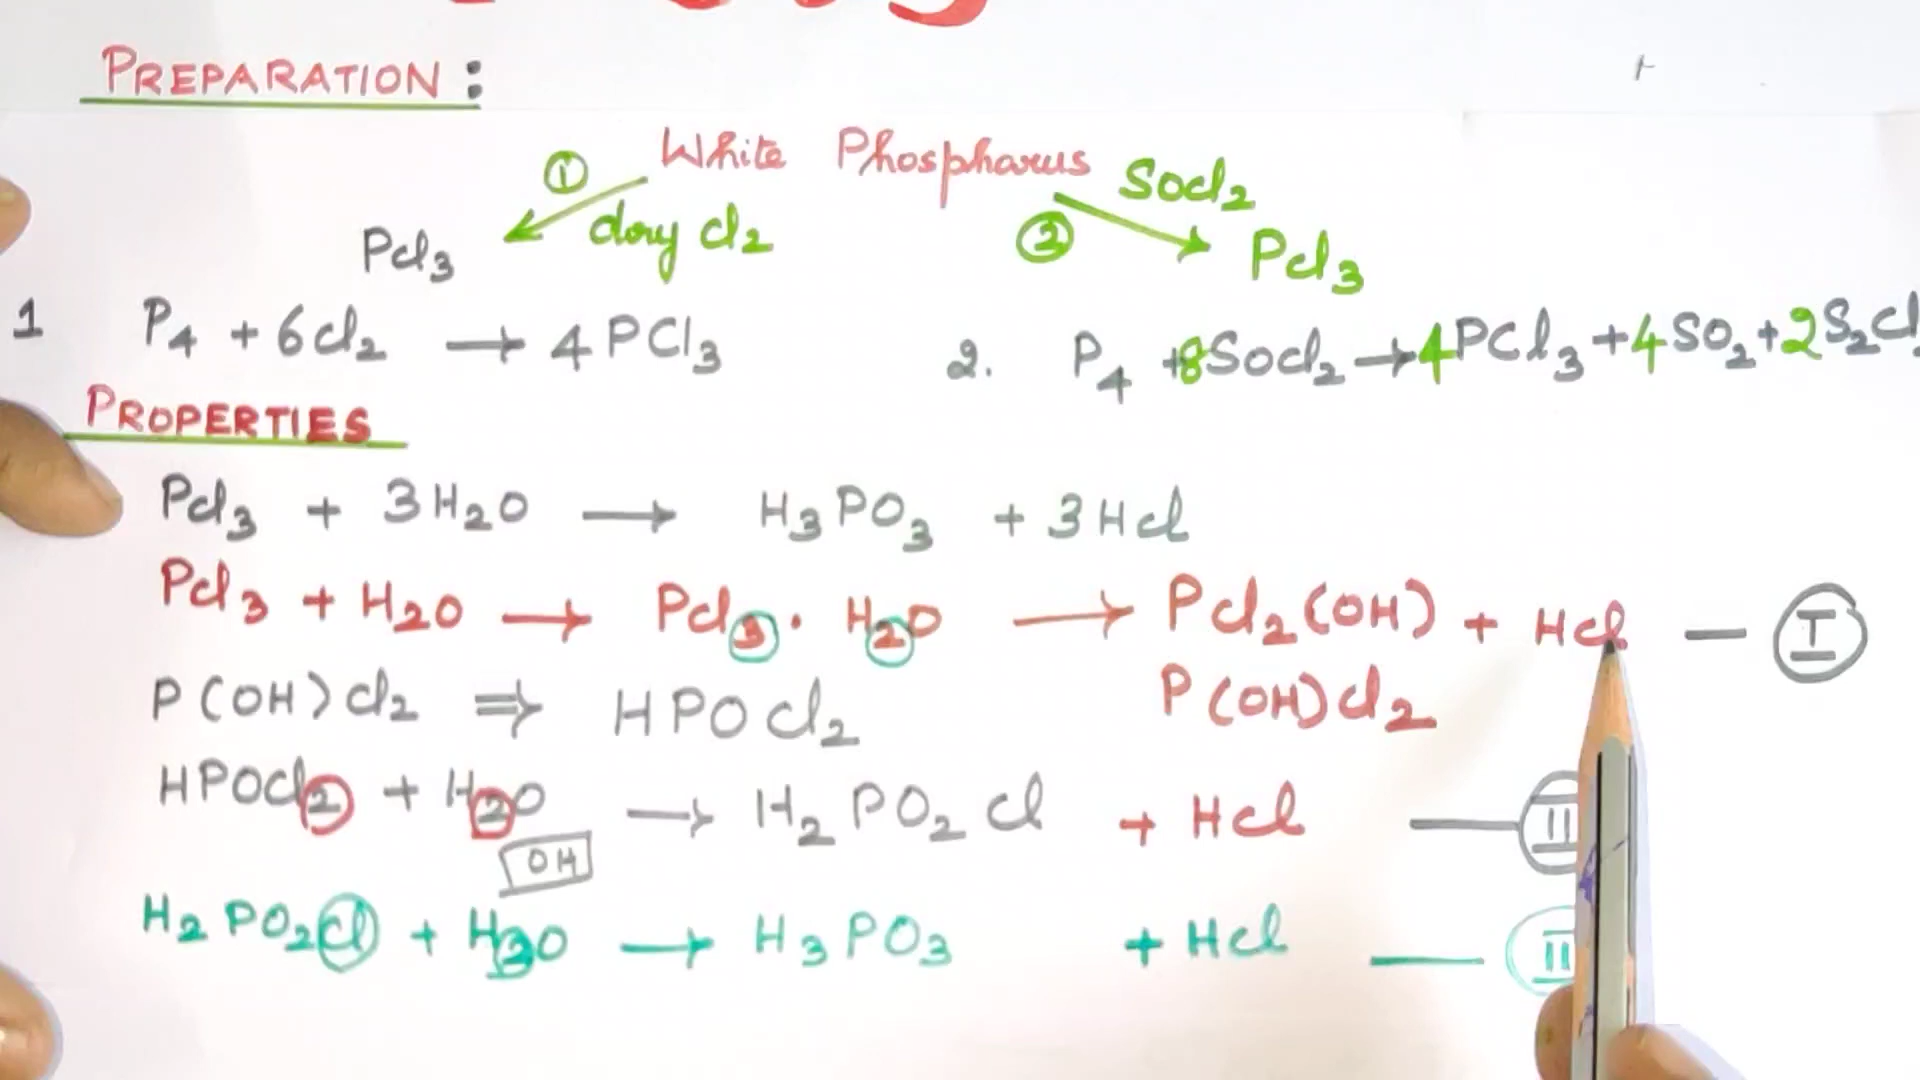 PREPARATION :
White Phosphorus
① dry Cl2 SOCl2
PCl3 ② PCl3
1 P4 + 6Cl2 → 4PCl3 2. P4 + 8SOCl2 → 4PCl3 + 4SO2 + 2S2Cl
PROPERTIES
PCl3 + 3H2O → H3PO3 + 3HCl
PCl3 + H2O → PCl3 · H2O → PCl2(OH) + HCl — I
P(OH)Cl2
P(OH)Cl2 ⇒ HPOCl2
HPOCl2 + H2O → H2PO2Cl + HCl — II
OH
H2PO2Cl + H2O → H3PO3 + HCl — II